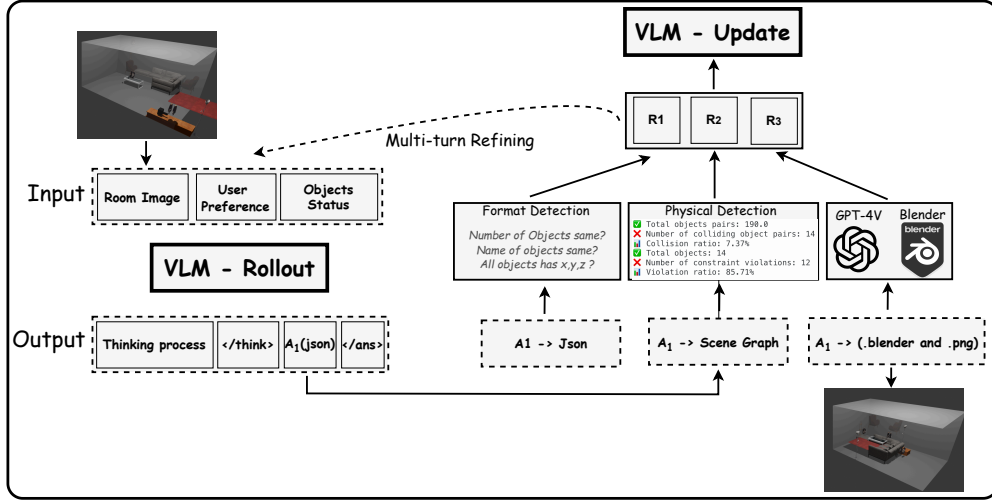 VLM - Update
R1
R2
R3
Multi-turn Refining
Input
Room Image
User
Preference
Objects
Status
VLM - Rollout
Output
Thinking process
</think>
A1(json)
</ans>
Format Detection
Number of Objects same?
Name of objects same?
All objects has x,y,z ?
Physical Detection
✅ Total objects pairs: 190.0
❌ Number of colliding object pairs: 14
📊 Collision ratio: 7.37%
✅ Total objects: 14
❌ Number of constraint violations: 12
📊 Violation ratio: 85.71%
GPT-4V
Blender
blender
A1 -> Json
A1 -> Scene Graph
A1 -> (.blender and .png)